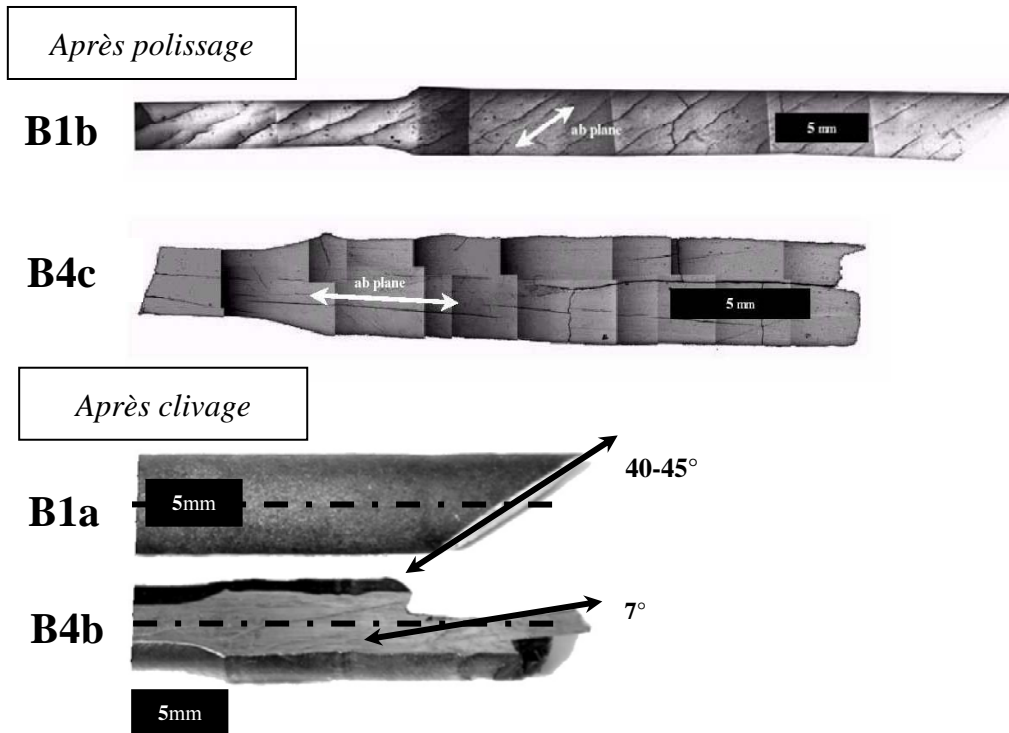 Après polissage
B1b
ab plane
5 mm
B4c
ab plane
5 mm
Après clivage
40-45°
5mm
B1a
7°
B4b
5mm